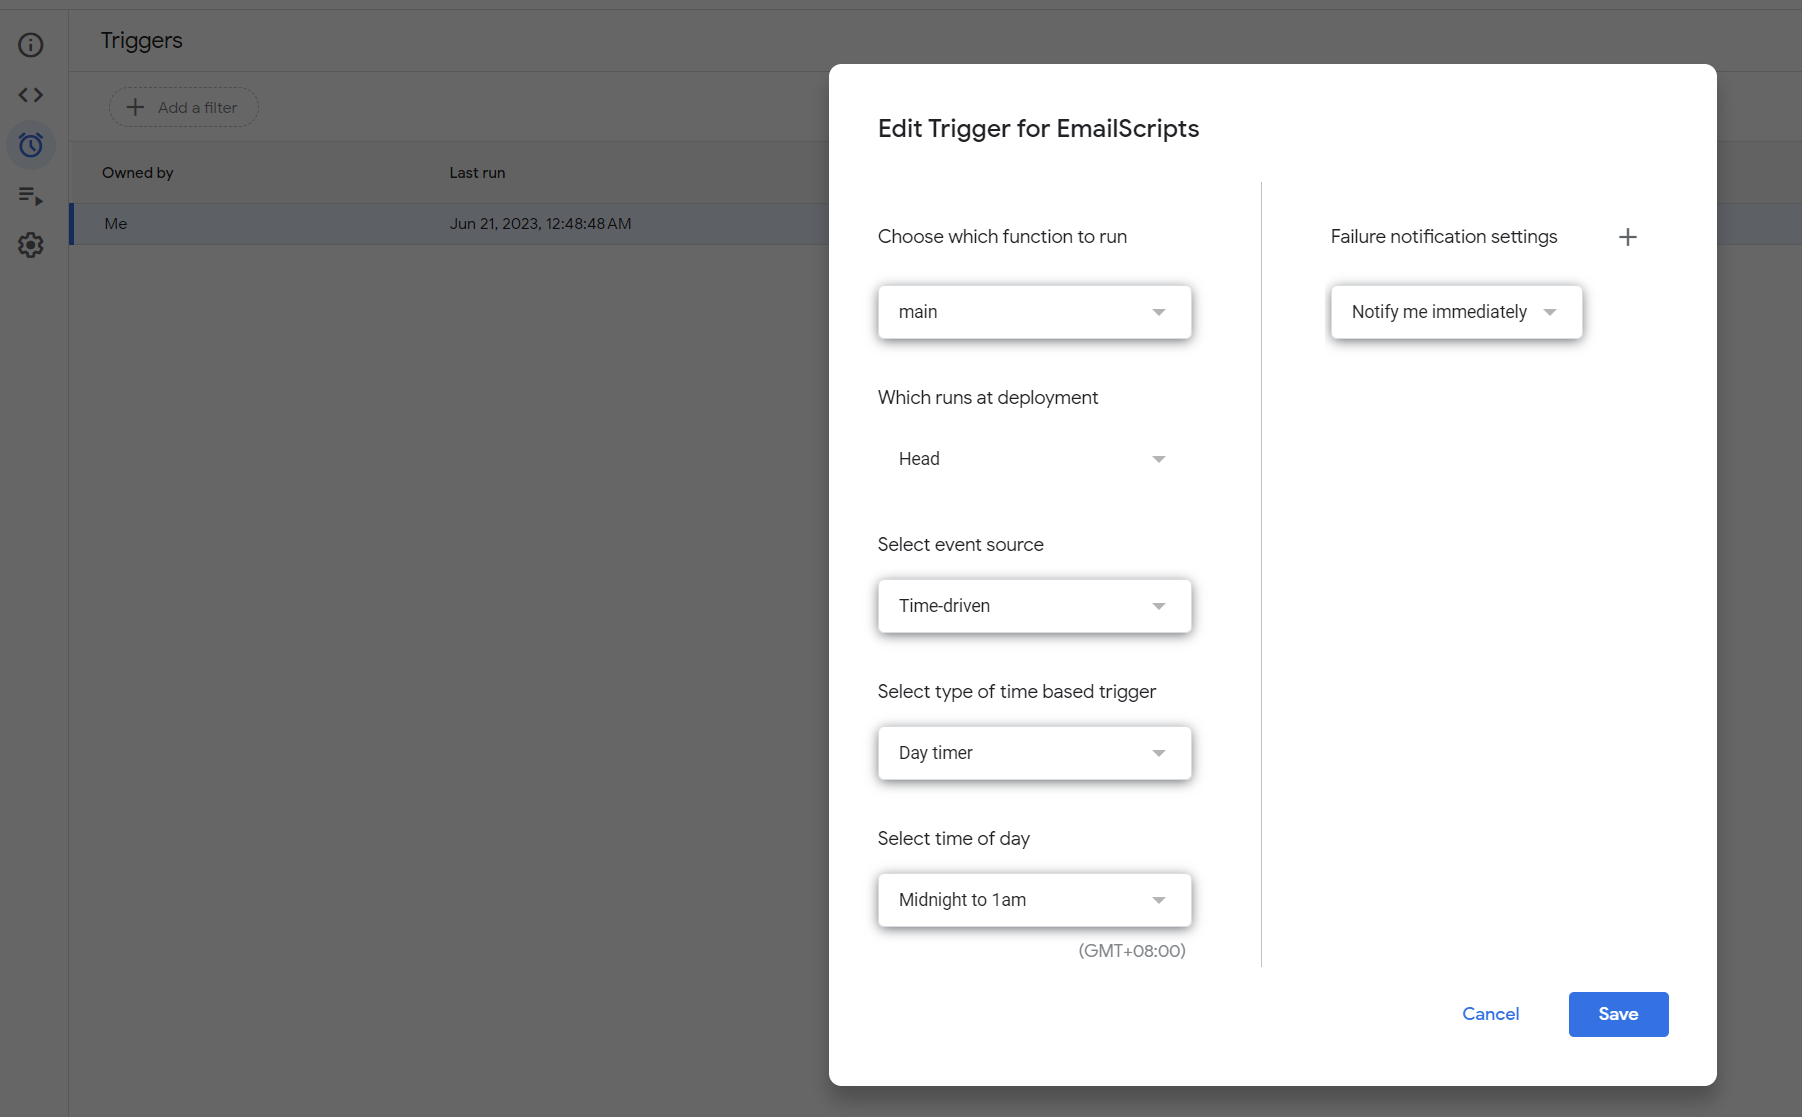 Triggers
Add a filter
Owned by Last run
Me Jun 21, 2023, 12:48:48 AM
Edit Trigger for EmailScripts
Choose which function to run
main
Which runs at deployment
Head
Select event source
Time-driven
Select type of time based trigger
Day timer
Select time of day
Midnight to 1am
(GMT+08:00)
Failure notification settings
Notify me immediately
Cancel Save